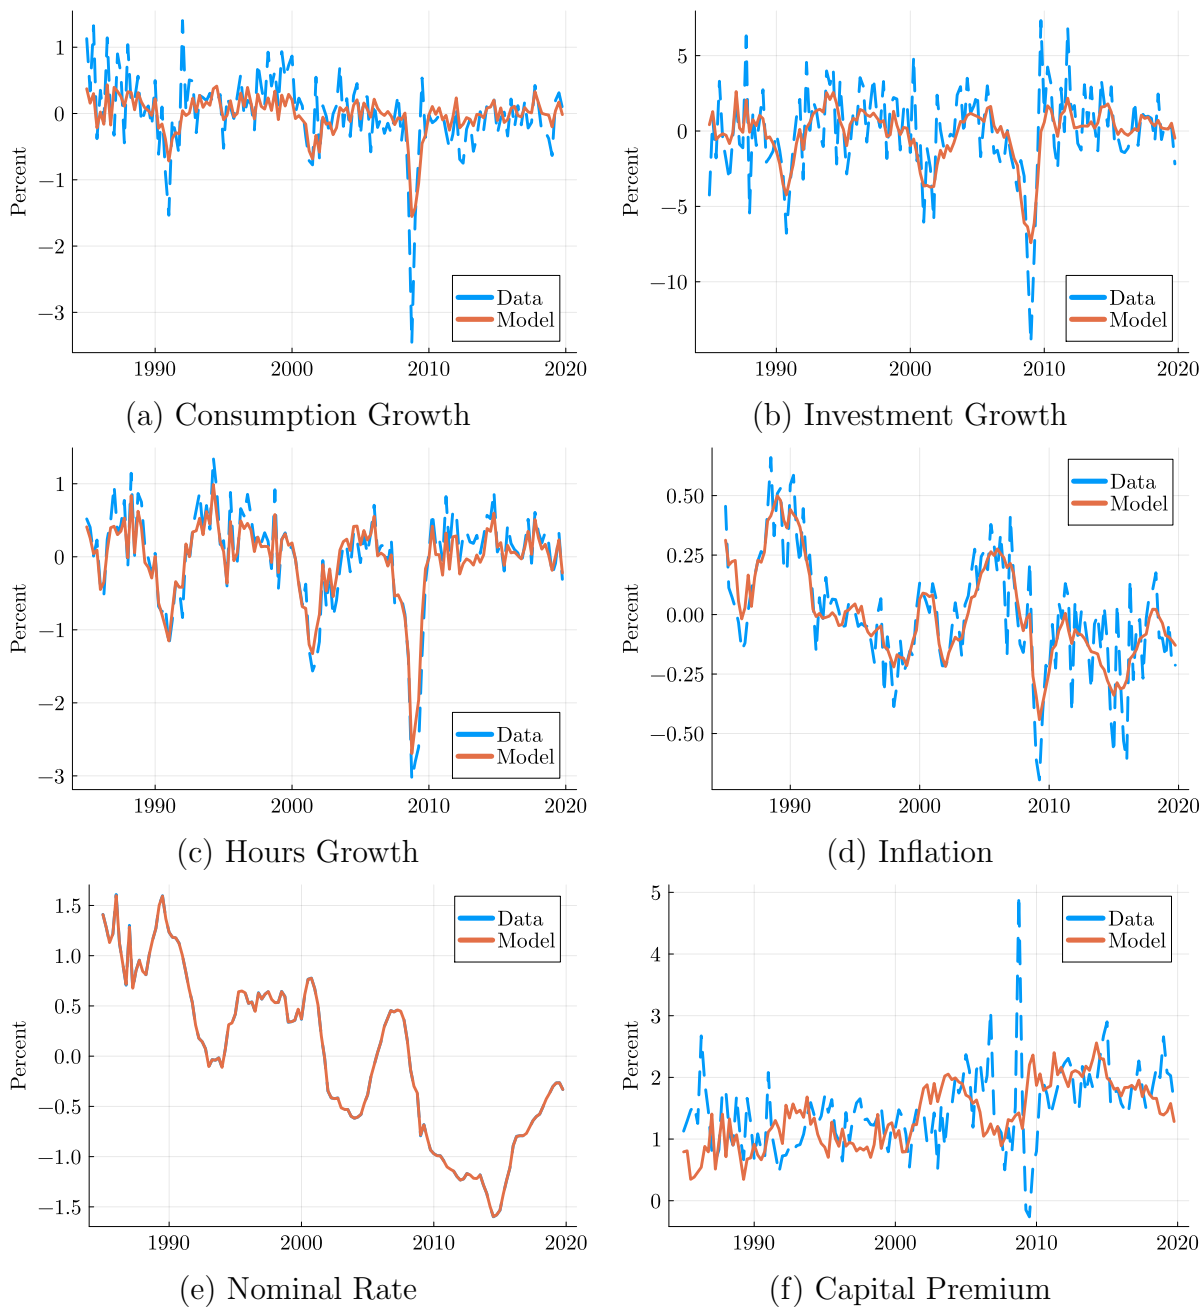 Percent
1
0
−1
−2
−3
1990
2000
2010
2020
Data
Model
(a) Consumption Growth
Percent
5
0
−5
−10
1990
2000
2010
2020
Data
Model
(b) Investment Growth
Percent
1
0
−1
−2
−3
1990
2000
2010
2020
Data
Model
(c) Hours Growth
Percent
0.50
0.25
0.00
−0.25
−0.50
1990
2000
2010
2020
Data
Model
(d) Inflation
Percent
1.5
1.0
0.5
0.0
−0.5
−1.0
−1.5
1990
2000
2010
2020
Data
Model
(e) Nominal Rate
Percent
5
4
3
2
1
0
1990
2000
2010
2020
Data
Model
(f) Capital Premium